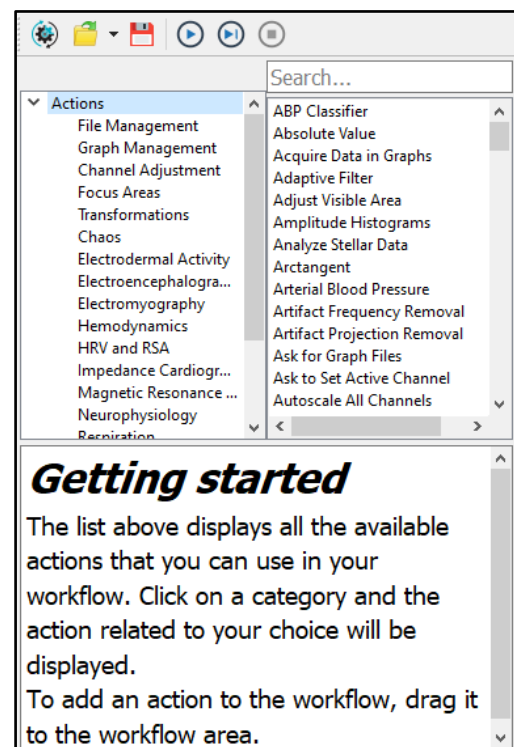 Search...
Actions
File Management
Graph Management
Channel Adjustment
Focus Areas
Transformations
Chaos
Electrodermal Activity
Electroencephalogra...
Electromyography
Hemodynamics
HRV and RSA
Impedance Cardiogr...
Magnetic Resonance ...
Neurophysiology
Respiration
ABP Classifier
Absolute Value
Acquire Data in Graphs
Adaptive Filter
Adjust Visible Area
Amplitude Histograms
Analyze Stellar Data
Arctangent
Arterial Blood Pressure
Artifact Frequency Removal
Artifact Projection Removal
Ask for Graph Files
Ask to Set Active Channel
Autoscale All Channels
Getting started
The list above displays all the available
actions that you can use in your
workflow. Click on a category and the
action related to your choice will be
displayed.
To add an action to the workflow, drag it
to the workflow area.